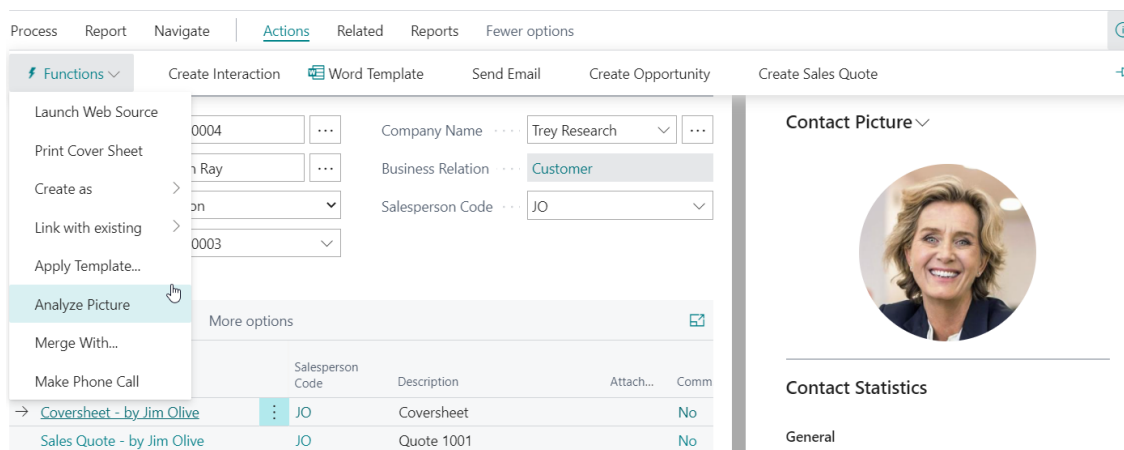 Process Report Navigate Actions Related Reports Fewer options
Functions Create Interaction Word Template Send Email Create Opportunity Create Sales Quote
Launch Web Source
Print Cover Sheet
Create as
Link with existing
Apply Template...
Analyze Picture
Merge With...
Make Phone Call
0004
Ray
on
0003
Company Name Trey Research
Business Relation Customer
Salesperson Code JO
More options
Salesperson Code Description Attach... Comm
Coversheet - by Jim Olive JO Coversheet No
Sales Quote - by Jim Olive JO Quote 1001 No
Contact Picture
Contact Statistics
General